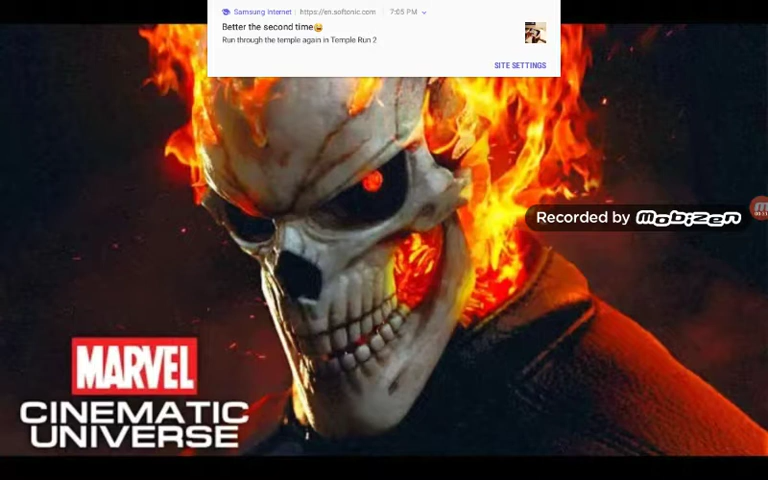 Samsung Internet | https://en.softonic.com | 7:05 PM
Better the second time😉
Run through the temple again in Temple Run 2
SITE SETTINGS
Recorded by mobizen
MARVEL
CINEMATIC
UNIVERSE